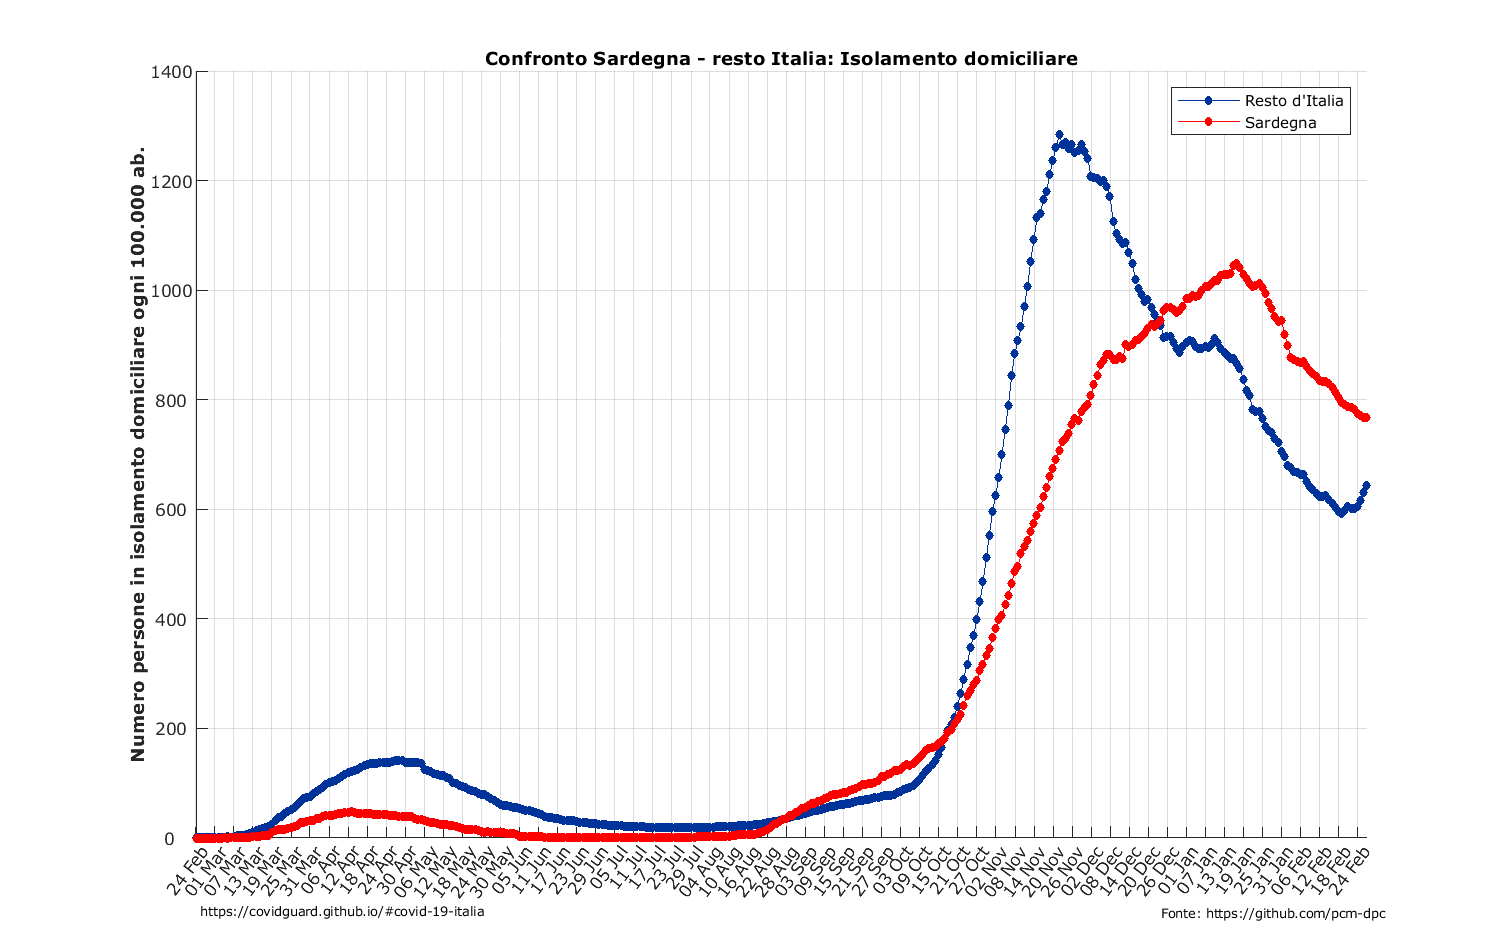 Confronto Sardegna - resto Italia: Isolamento domiciliare
Numero persone in isolamento domiciliare ogni 100.000 ab.
1400
1200
1000
800
600
400
200
0
Resto d'Italia
Sardegna
24 Feb
01 Mar
07 Mar
13 Mar
19 Mar
25 Mar
31 Mar
06 Apr
12 Apr
18 Apr
24 Apr
30 Apr
06 May
12 May
18 May
24 May
30 May
05 Jun
11 Jun
17 Jun
23 Jun
29 Jun
05 Jul
11 Jul
17 Jul
23 Jul
29 Jul
04 Aug
10 Aug
16 Aug
22 Aug
28 Aug
03 Sep
09 Sep
15 Sep
21 Sep
27 Sep
03 Oct
09 Oct
15 Oct
21 Oct
27 Oct
02 Nov
08 Nov
14 Nov
20 Nov
26 Nov
02 Dec
08 Dec
14 Dec
20 Dec
26 Dec
01 Jan
07 Jan
13 Jan
19 Jan
25 Jan
31 Jan
06 Feb
12 Feb
18 Feb
24 Feb
https://covidguard.github.io/#covid-19-italia
Fonte: https://github.com/pcm-dpc